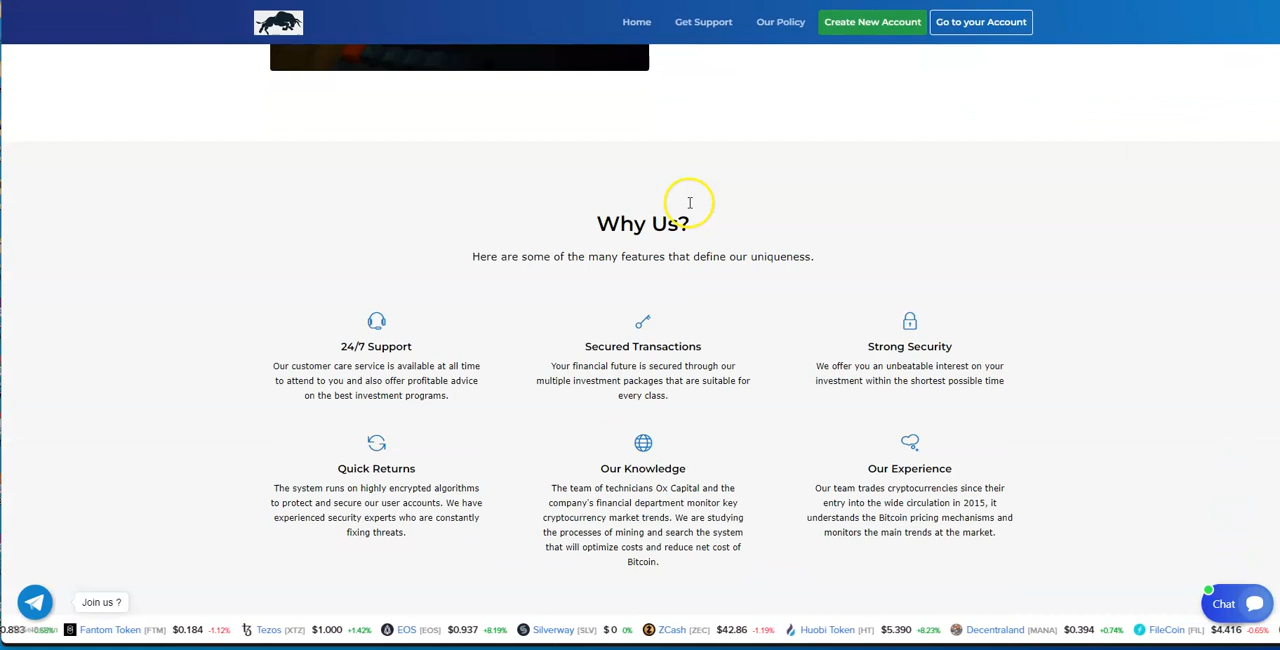 Home Get Support Our Policy Create New Account Go to your Account
Why Us?
Here are some of the many features that define our uniqueness.
24/7 Support
Our customer care service is available at all time
to attend to you and also offer profitable advice
on the best investment programs.
Secured Transactions
Your financial future is secured through our
multiple investment packages that are suitable for
every class.
Strong Security
We offer you an unbeatable interest on your
investment within the shortest possible time
Quick Returns
The system runs on highly encrypted algorithms
to protect and secure our user accounts. We have
experienced security experts who are constantly
fixing threats.
Our Knowledge
The team of technicians Ox Capital and the
company's financial department monitor key
cryptocurrency market trends. We are studying
the processes of mining and search the system
that will optimize costs and reduce net cost of
Bitcoin.
Our Experience
Our team trades cryptocurrencies since their
entry into the wide circulation in 2015, it
understands the Bitcoin pricing mechanisms and
monitors the main trends at the market.
Join us ?
Chat
Fantom Token [FTM] $0.184 -1.12% Tezos [XTZ] $1.000 +1.42% EOS [EOS] $0.937 +8.19% Silverway [SLV] $ 0 0% ZCash [ZEC] $42.86 -1.19% Huobi Token [HT] $5.390 +8.23% Decentraland [MANA] $0.394 +0.74% FileCoin [FIL] $4.416 -0.65%